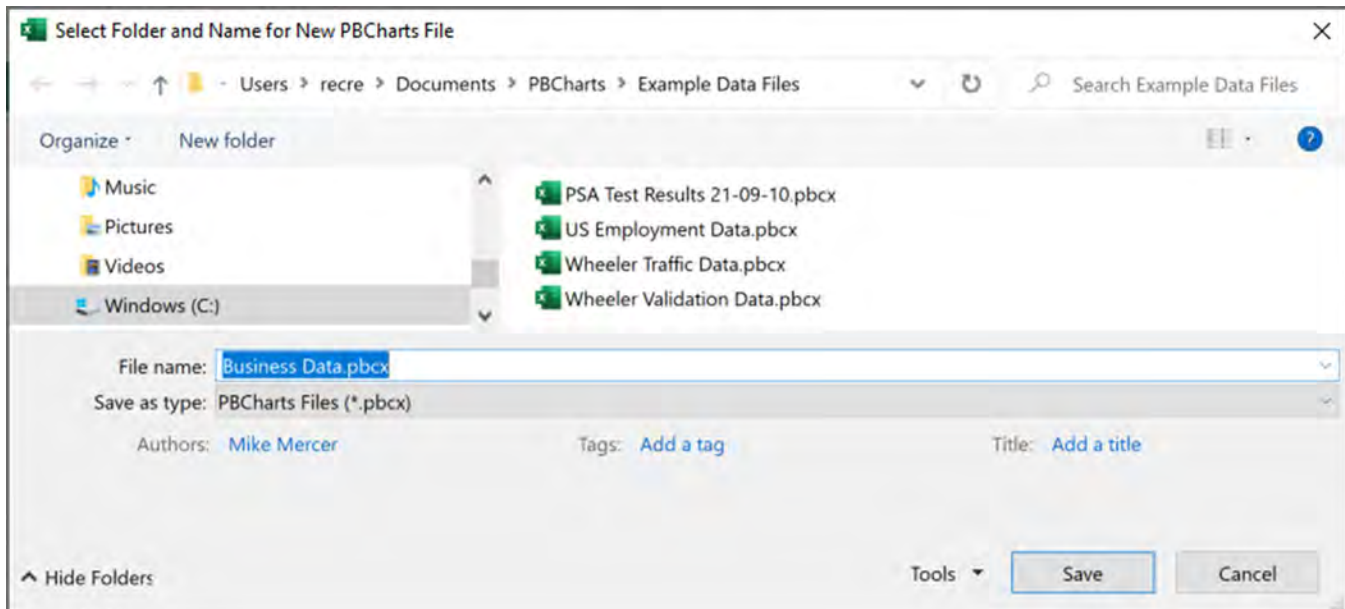 Select Folder and Name for New PBCharts File
Users > recre > Documents > PBCharts > Example Data Files
Search Example Data Files
Organize
New folder
Music
Pictures
Videos
Windows (C:)
PSA Test Results 21-09-10.pbcx
US Employment Data.pbcx
Wheeler Traffic Data.pbcx
Wheeler Validation Data.pbcx
File name: Business Data.pbcx
Save as type: PBCharts Files (*.pbcx)
Authors: Mike Mercer Tags: Add a tag Title: Add a title
Hide Folders
Tools Save Cancel